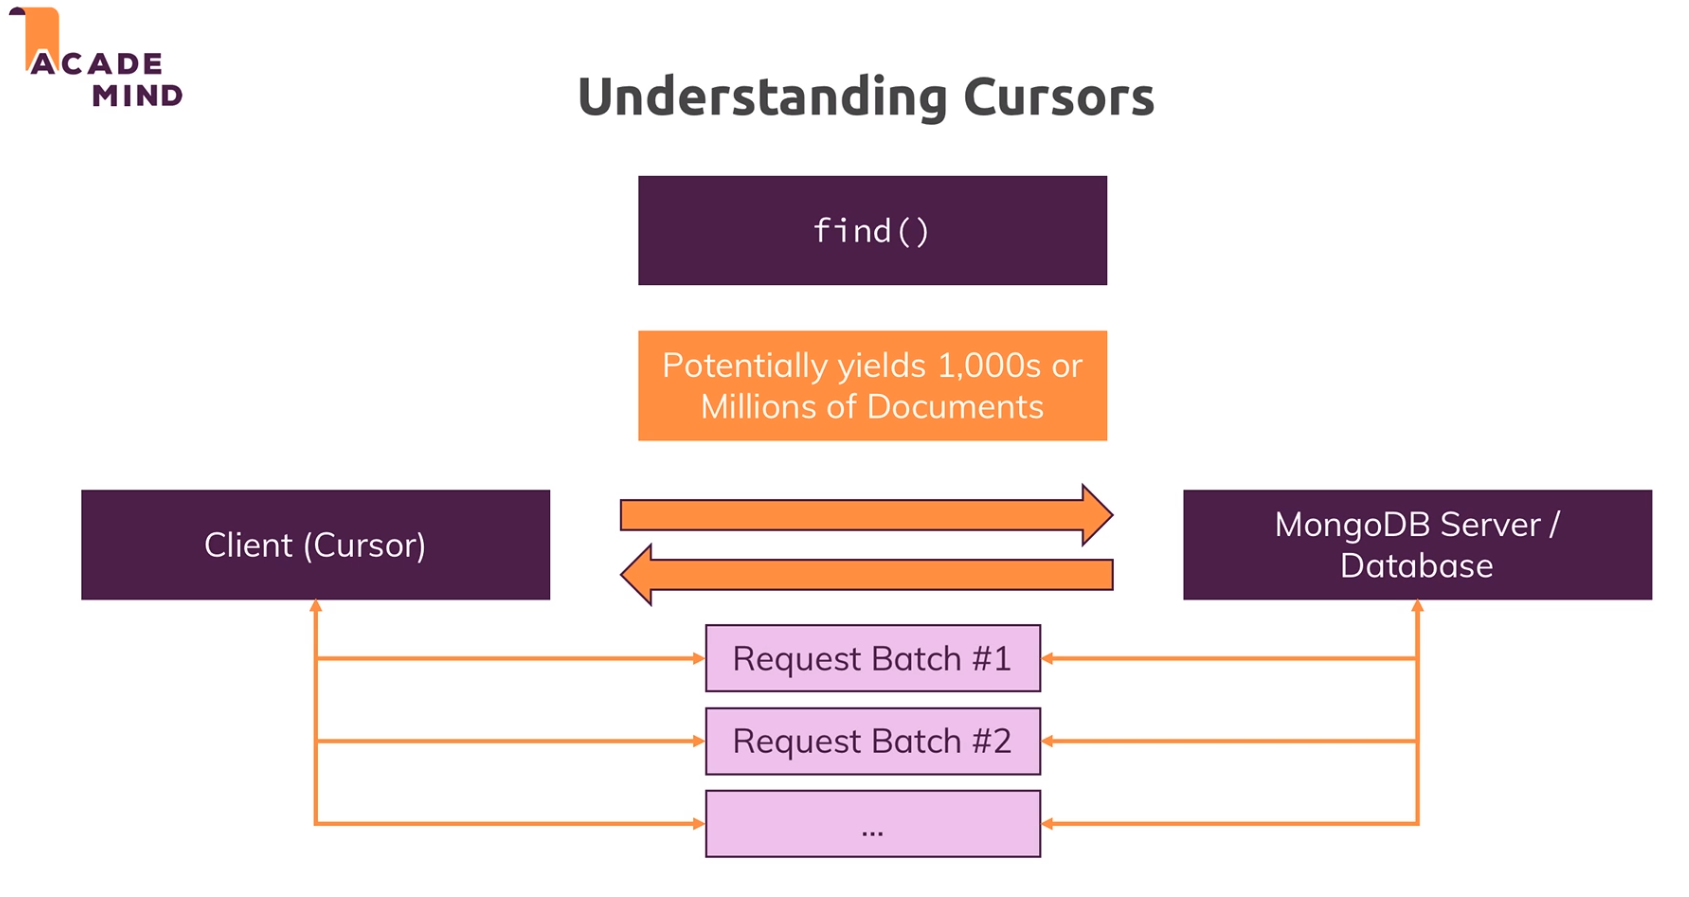 ACADE
MIND
Understanding Cursors
find()
Potentially yields 1,000s or
Millions of Documents
Client (Cursor)
MongoDB Server /
Database
Request Batch #1
Request Batch #2
...